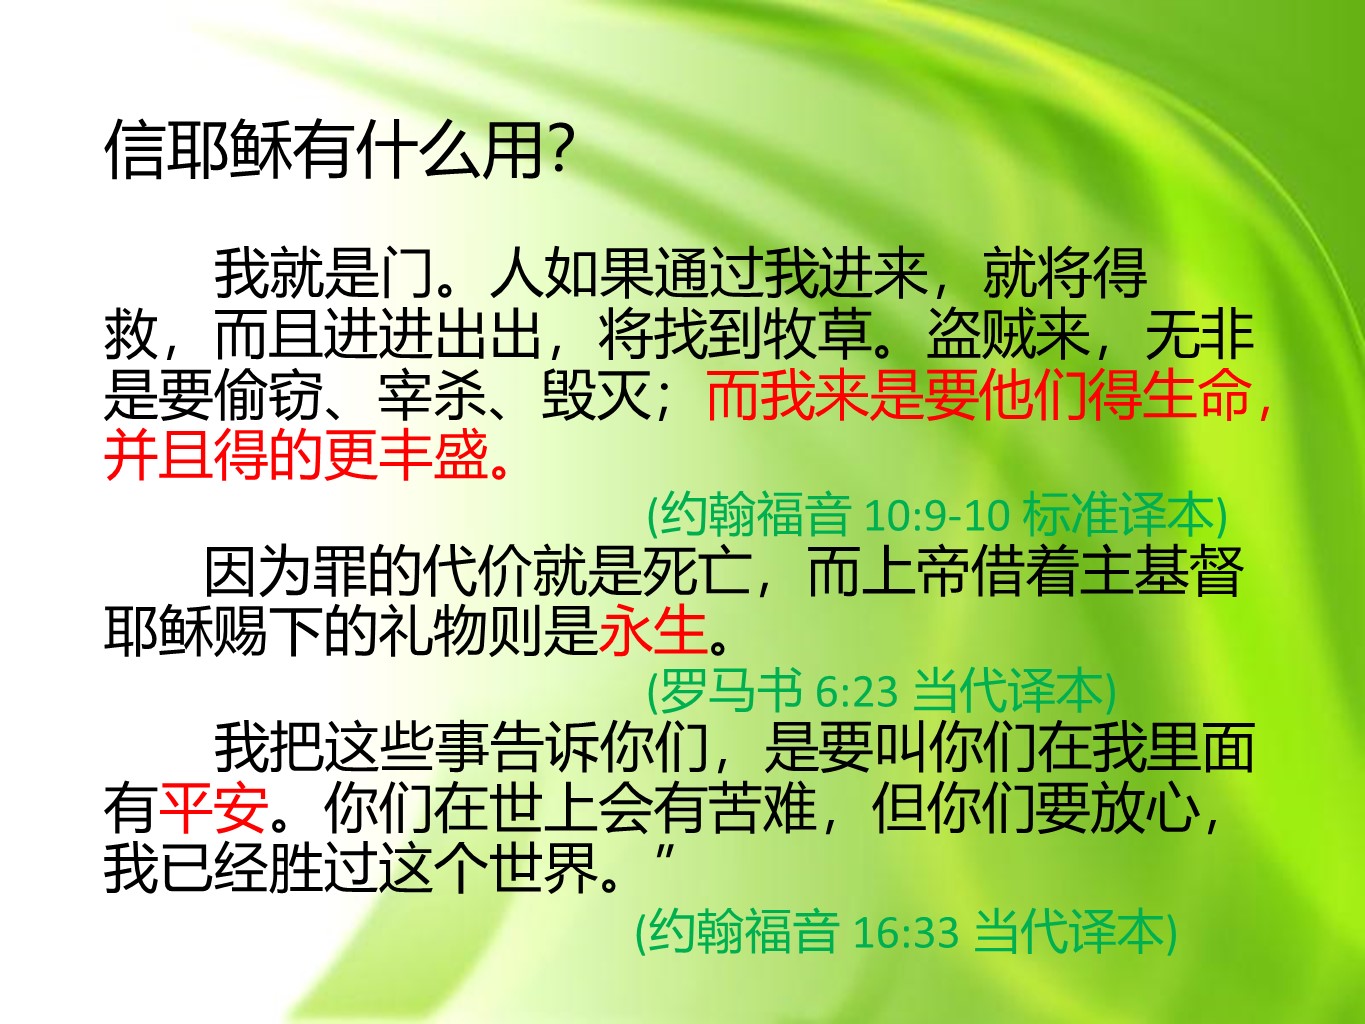 信耶稣有什么用？
我就是门。人如果通过我进来，就将得
救，而且进进出出，将找到牧草。盗贼来，无非
是要偷窃、宰杀、毁灭；而我来是要他们得生命，
并且得的更丰盛。
(约翰福音 10:9-10 标准译本)
因为罪的代价就是死亡，而上帝借着主基督
耶稣赐下的礼物则是永生。
(罗马书 6:23 当代译本)
我把这些事告诉你们，是要叫你们在我里面
有平安。你们在世上会有苦难，但你们要放心，
我已经胜过这个世界。”
(约翰福音 16:33 当代译本)